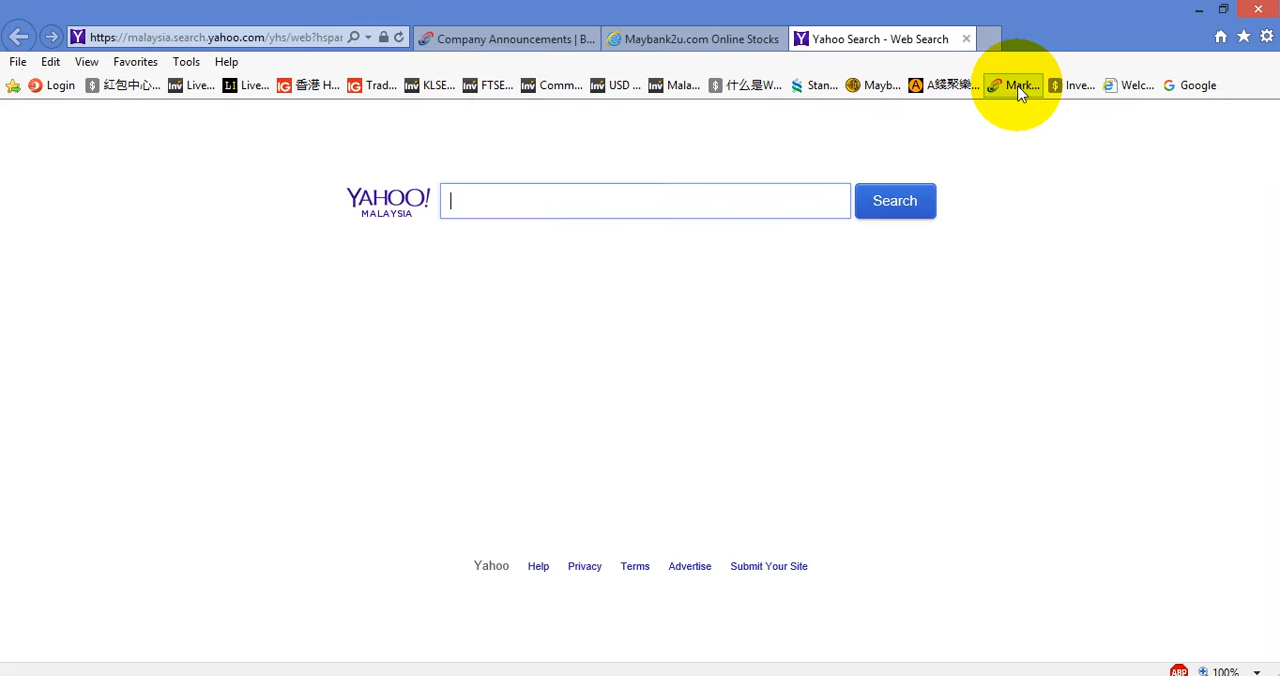 https://malaysia.search.yahoo.com/yhs/web?hspar
Company Announcements | B...
Maybank2u.com Online Stocks
Yahoo Search - Web Search
File Edit View Favorites Tools Help
Login 红包中心... Live... Live... 香港 H... Trad... KLSE... FTSE... Comm... USD ... Mala... 什么是W... Stan... Mayb... A錢聚樂... Mark... Inve... Welc... Google
YAHOO!
MALAYSIA
Search
Yahoo Help Privacy Terms Advertise Submit Your Site
ABP 100%